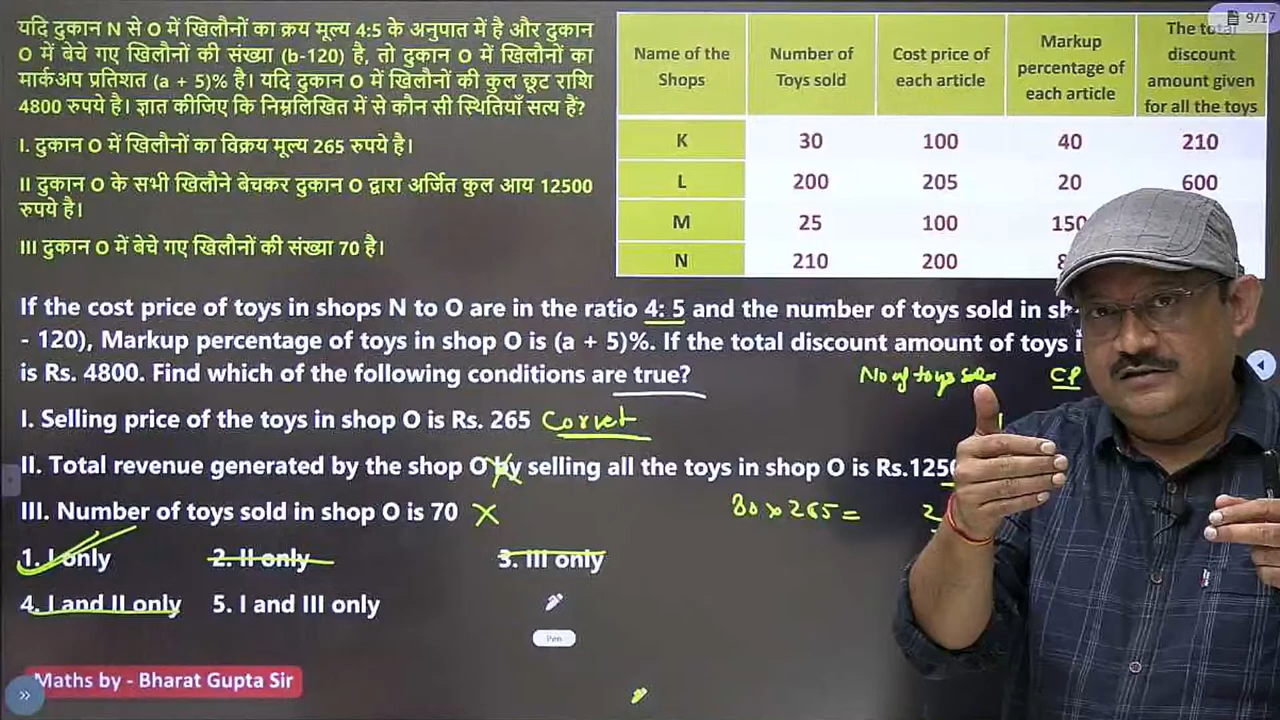 यदि दुकान N से O में खिलौनों का क्रय मूल्य 4:5 के अनुपात में है और दुकान
O में बेचे गए खिलौनों की संख्या (b-120) है, तो दुकान O में खिलौनों का
मार्कअप प्रतिशत (a + 5)% है। यदि दुकान O में खिलौनों की कुल छूट राशि
4800 रुपये है। ज्ञात कीजिए कि निम्नलिखित में से कौन सी स्थितियाँ सत्य हैं?
I. दुकान O में खिलौनों का विक्रय मूल्य 265 रुपये है।
II दुकान O के सभी खिलौने बेचकर दुकान O द्वारा अर्जित कुल आय 12500
रुपये है।
III दुकान O में बेचे गए खिलौनों की संख्या 70 है।
9/17
Name of the Shops Number of Toys sold Cost price of each article Markup percentage of each article The total discount amount given for all the toys
K 30 100 40 210
L 200 205 20 600
M 25 100 150
N 210 200
If the cost price of toys in shops N to O are in the ratio 4: 5 and the number of toys sold in
- 120), Markup percentage of toys in shop O is (a + 5)%. If the total discount amount of toys
is Rs. 4800. Find which of the following conditions are true?
No of toys sold CP
I. Selling price of the toys in shop O is Rs. 265 Correct
II. Total revenue generated by the shop O by selling all the toys in shop O is Rs.125
III. Number of toys sold in shop O is 70 ×
80 × 265 = 2
1. I only 2. II only 3. III only
4. I and II only 5. I and III only
Pen
Maths by - Bharat Gupta Sir